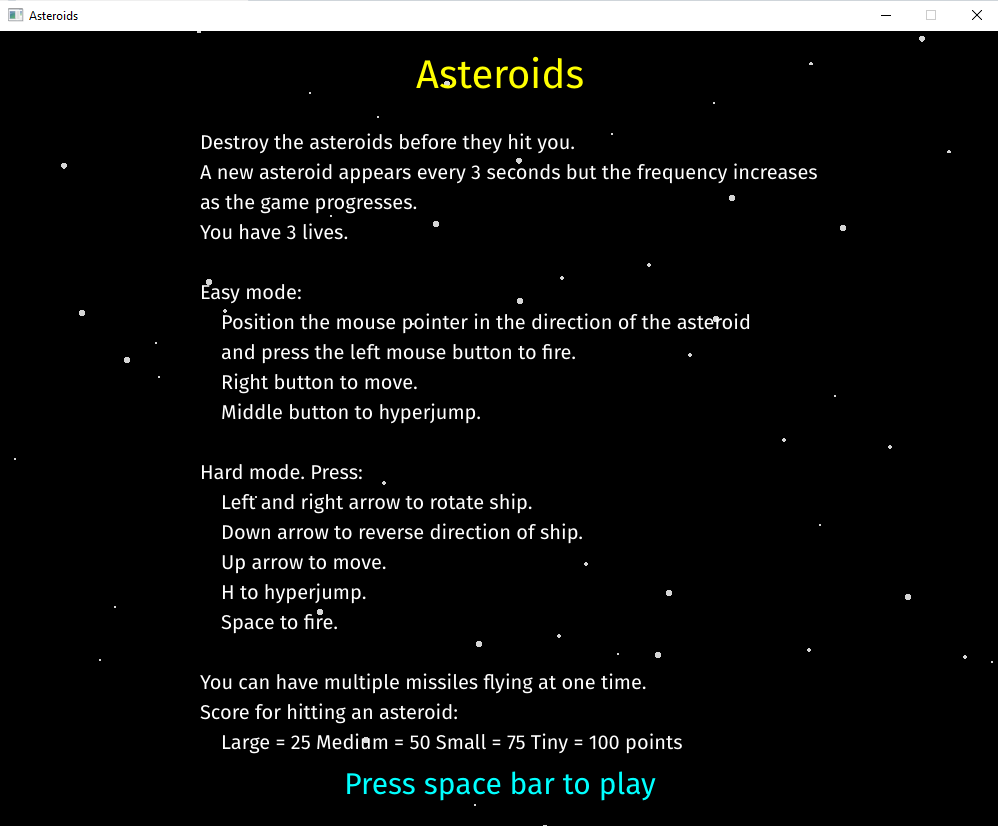 Asteroids
Asteroids
Destroy the asteroids before they hit you.
A new asteroid appears every 3 seconds but the frequency increases
as the game progresses.
You have 3 lives.
Easy mode:
Position the mouse pointer in the direction of the asteroid
and press the left mouse button to fire.
Right button to move.
Middle button to hyperjump.
Hard mode. Press:
Left and right arrow to rotate ship.
Down arrow to reverse direction of ship.
Up arrow to move.
H to hyperjump.
Space to fire.
You can have multiple missiles flying at one time.
Score for hitting an asteroid:
Large = 25 Medium = 50 Small = 75 Tiny = 100 points
Press space bar to play